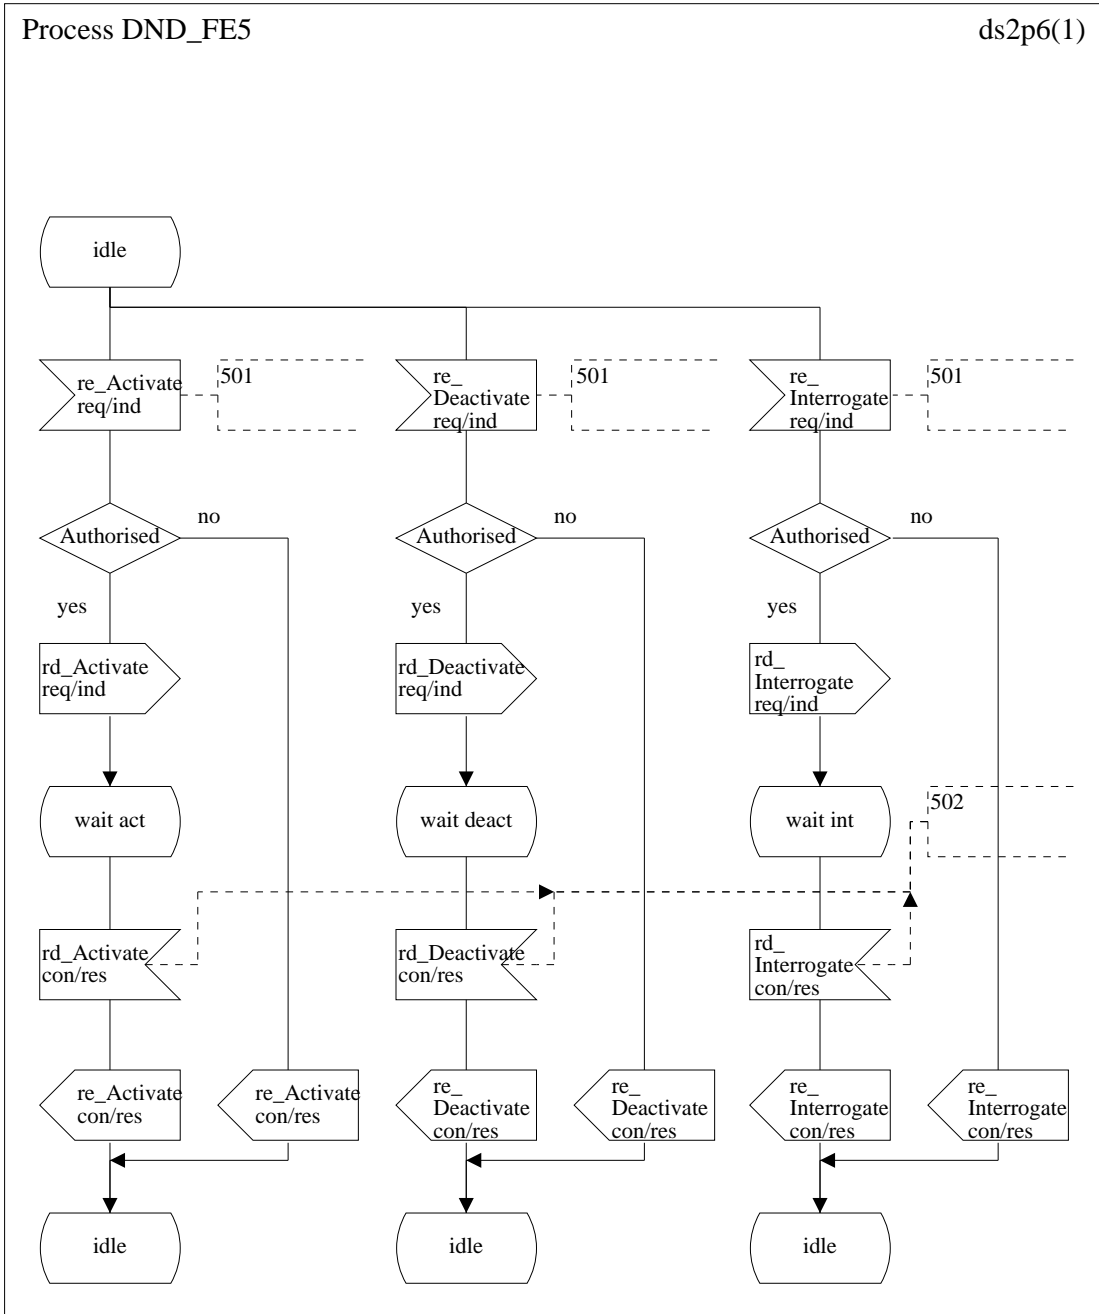 Process DND_FE5
ds2p6(1)
idle
re_Activate
req/ind
501
re_
Deactivate
req/ind
501
re_
Interrogate
req/ind
501
Authorised
no
Authorised
no
Authorised
no
yes
yes
yes
rd_Activate
req/ind
rd_Deactivate
req/ind
rd_
Interrogate
req/ind
wait act
wait deact
wait int
502
rd_Activate
con/res
rd_Deactivate
con/res
rd_
Interrogate
con/res
re_Activate
con/res
re_Activate
con/res
re_
Deactivate
con/res
re_
Deactivate
con/res
re_
Interrogate
con/res
re_
Interrogate
con/res
idle
idle
idle